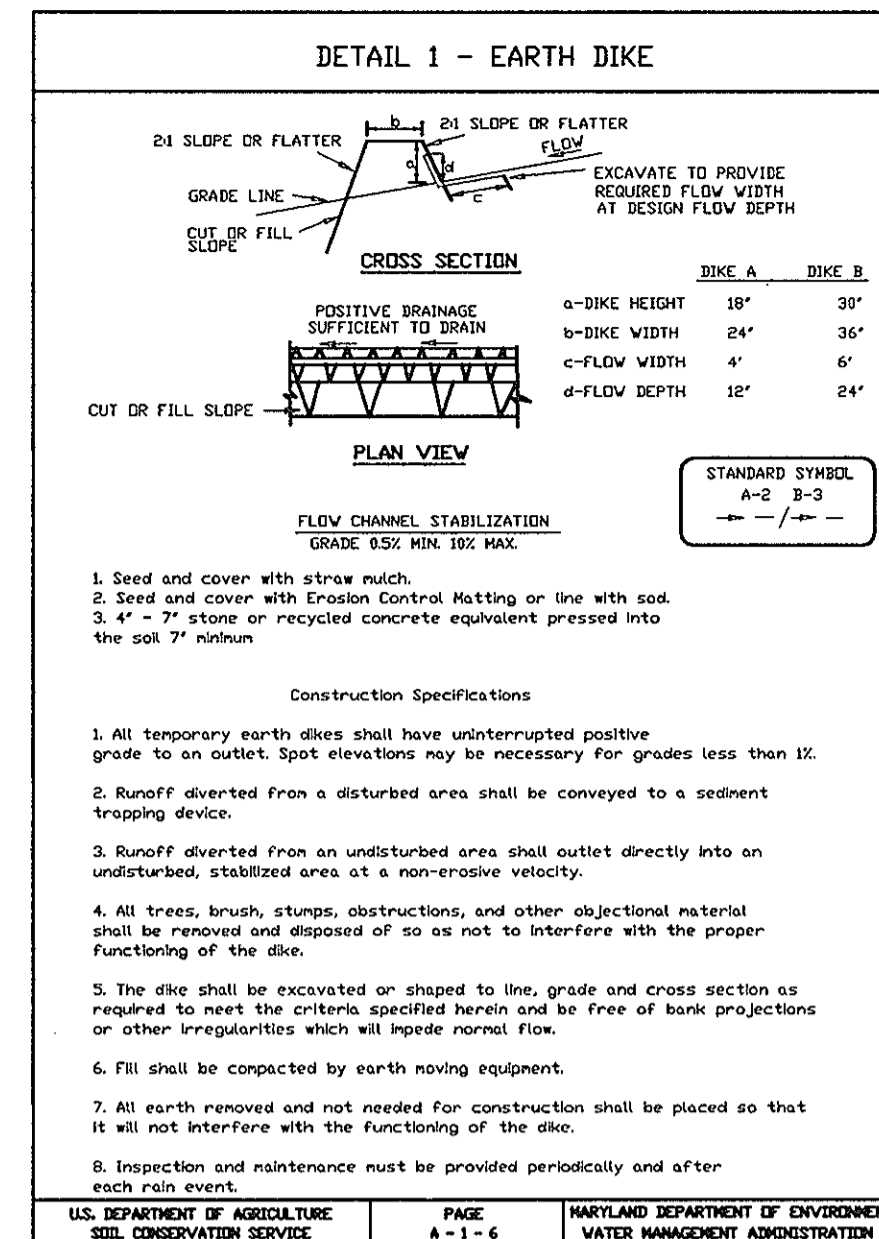 DETAIL 1 - EARTH DIKE
b
2:1 SLOPE OR FLATTER
2:1 SLOPE OR FLATTER
FLOW
a
d
c
EXCAVATE TO PROVIDE
REQUIRED FLOW WIDTH
AT DESIGN FLOW DEPTH
GRADE LINE
CUT OR FILL
SLOPE
CROSS SECTION
DIKE A DIKE B
a-DIKE HEIGHT 18" 30"
b-DIKE WIDTH 24" 36"
c-FLOW WIDTH 4' 6'
d-FLOW DEPTH 12" 24"
POSITIVE DRAINAGE
SUFFICIENT TO DRAIN
CUT OR FILL SLOPE
PLAN VIEW
STANDARD SYMBOL
A-2 B-3
/
FLOW CHANNEL STABILIZATION
GRADE 0.5% MIN. 10% MAX.
1. Seed and cover with straw mulch.
2. Seed and cover with Erosion Control Matting or line with sod.
3. 4" - 7" stone or recycled concrete equivalent pressed into
the soil 7" minimum
Construction Specifications
1. All temporary earth dikes shall have uninterrupted positive
grade to an outlet. Spot elevations may be necessary for grades less than 1%.
2. Runoff diverted from a disturbed area shall be conveyed to a sediment
trapping device.
3. Runoff diverted from an undisturbed area shall outlet directly into an
undisturbed, stabilized area at a non-erosive velocity.
4. All trees, brush, stumps, obstructions, and other objectional material
shall be removed and disposed of so as not to interfere with the proper
functioning of the dike.
5. The dike shall be excavated or shaped to line, grade and cross section as
required to meet the criteria specified herein and be free of bank projections
or other irregularities which will impede normal flow.
6. Fill shall be compacted by earth moving equipment.
7. All earth removed and not needed for construction shall be placed so that
it will not interfere with the functioning of the dike.
8. Inspection and maintenance must be provided periodically and after
each rain event.
U.S. DEPARTMENT OF AGRICULTURE
SOIL CONSERVATION SERVICE
PAGE
A - 1 - 6
MARYLAND DEPARTMENT OF
WATER MANAGEMENT ADMINISTRATION